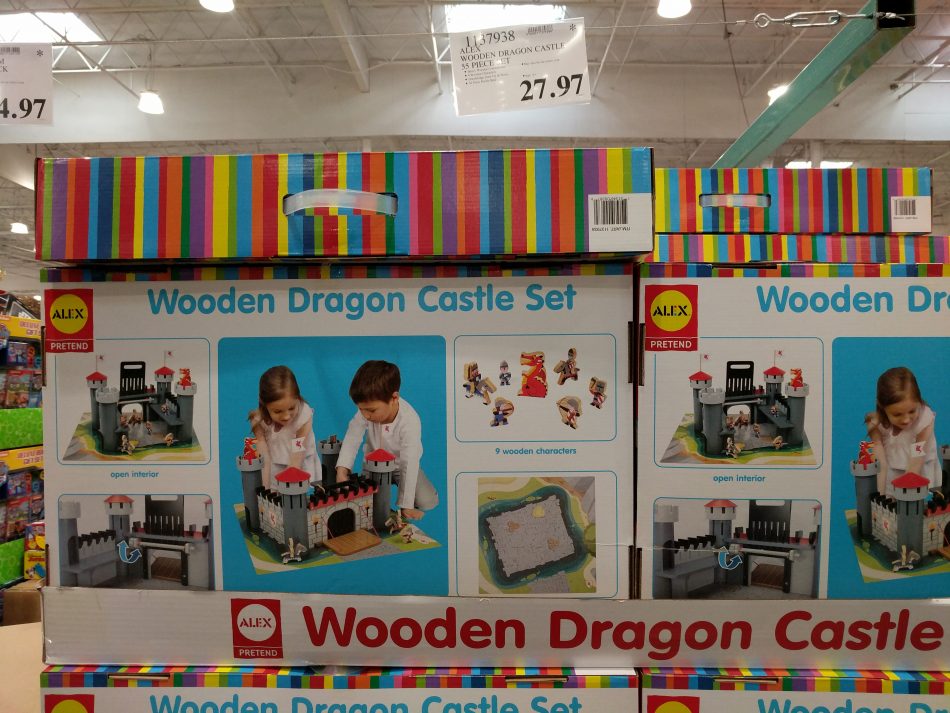 1137938
ALEX
WOODEN DRAGON CASTLE
55 PIECE SET
27.97
4.97
Wooden Dragon Castle Set
ALEX
PRETEND
open interior
9 wooden characters
Wooden Dr
ALEX
PRETEND
open interior
ALEX
PRETEND
Wooden Dragon Castle
Wooden Dragon Castle Set
Wooden Dr